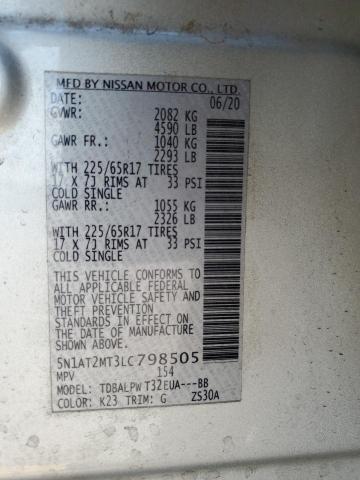 MFD BY NISSAN MOTOR CO., LTD.
DATE: 06/20
GVWR: 2082 KG
4590 LB
GAWR FR.: 1040 KG
2293 LB
WITH 225/65R17 TIRES
17 X 7J RIMS AT 33 PSI
COLD SINGLE
GAWR RR.: 1055 KG
2326 LB
WITH 225/65R17 TIRES
17 X 7J RIMS AT 33 PSI
COLD SINGLE
THIS VEHICLE CONFORMS TO
ALL APPLICABLE FEDERAL
MOTOR VEHICLE SAFETY AND
THEFT PREVENTION
STANDARDS IN EFFECT ON
THE DATE OF MANUFACTURE
SHOWN ABOVE.
5N1AT2MT3LC798505
MPV 154
MODEL: TDBALPW T32EUA---BB
COLOR: K23 TRIM: G ZS30A